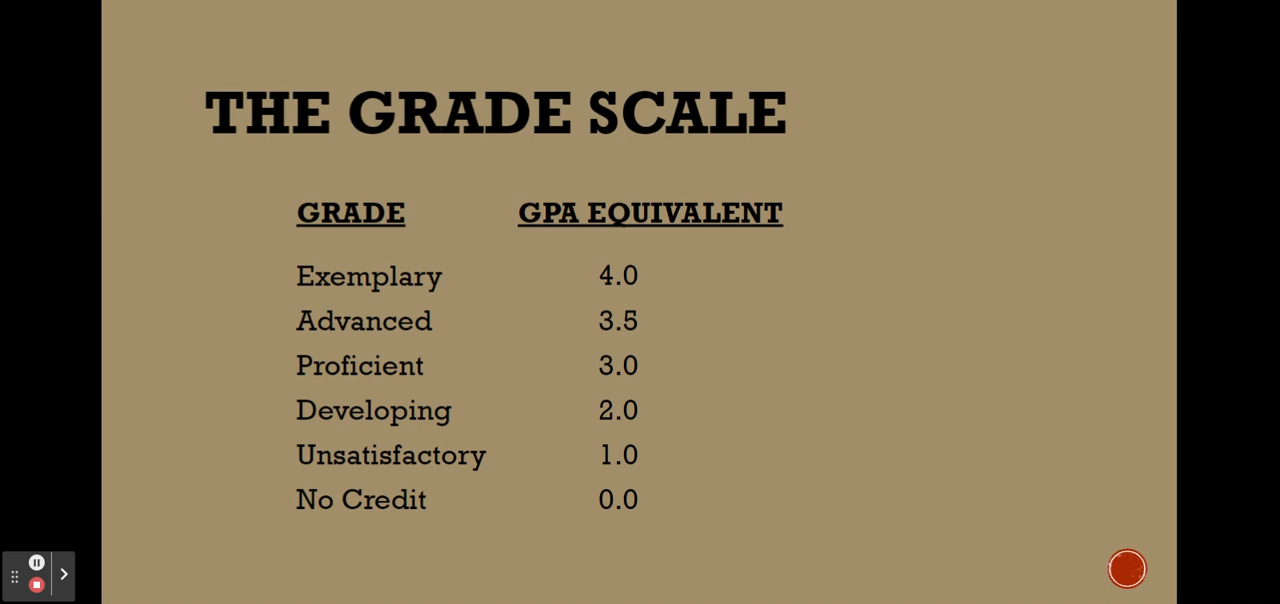 THE GRADE SCALE
GRADE GPA EQUIVALENT
Exemplary 4.0
Advanced 3.5
Proficient 3.0
Developing 2.0
Unsatisfactory 1.0
No Credit 0.0